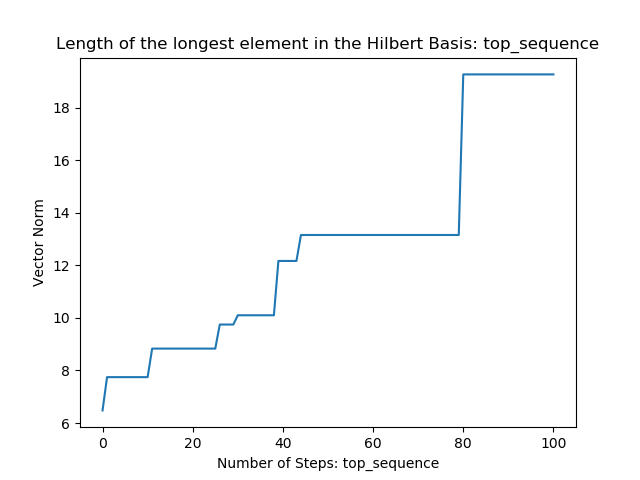 Length of the longest element in the Hilbert Basis: top_sequence
18
16
14
12
10
8
6
Vector Norm
0 20 40 60 80 100
Number of Steps: top_sequence